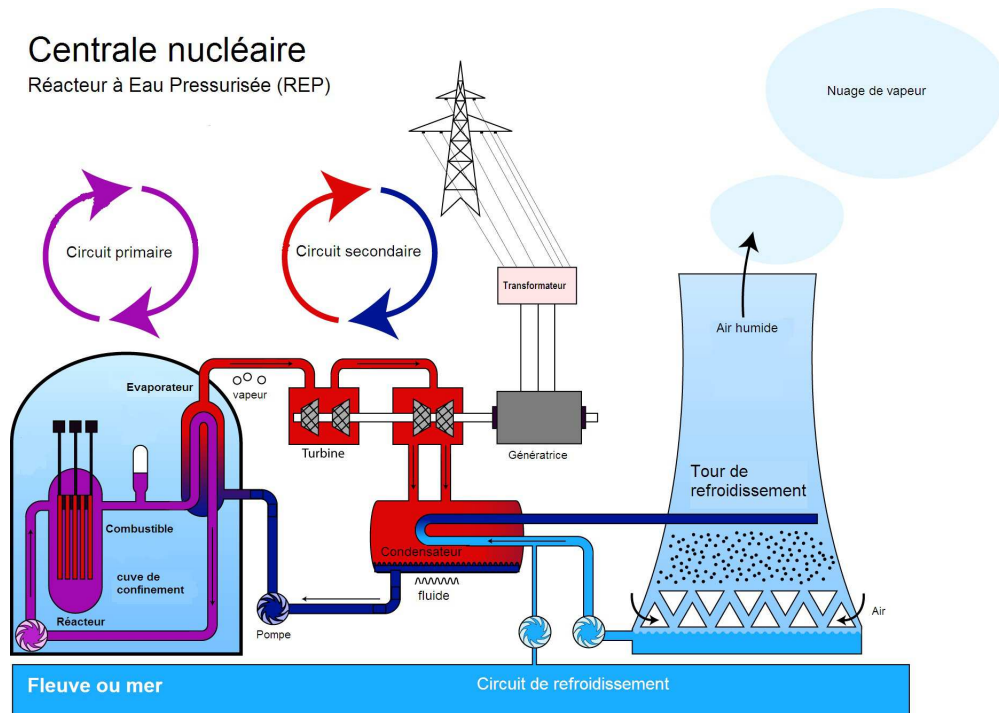 Centrale nucléaire
Réacteur à Eau Pressurisée (REP)
Nuage de vapeur
Circuit primaire
Circuit secondaire
Transformateur
Air humide
Evaporateur
vapeur
Turbine
Génératrice
Tour de
refroidissement
Combustible
Condensateur
cuve de
confinement
fluide
Réacteur
Pompe
Air
Fleuve ou mer
Circuit de refroidissement